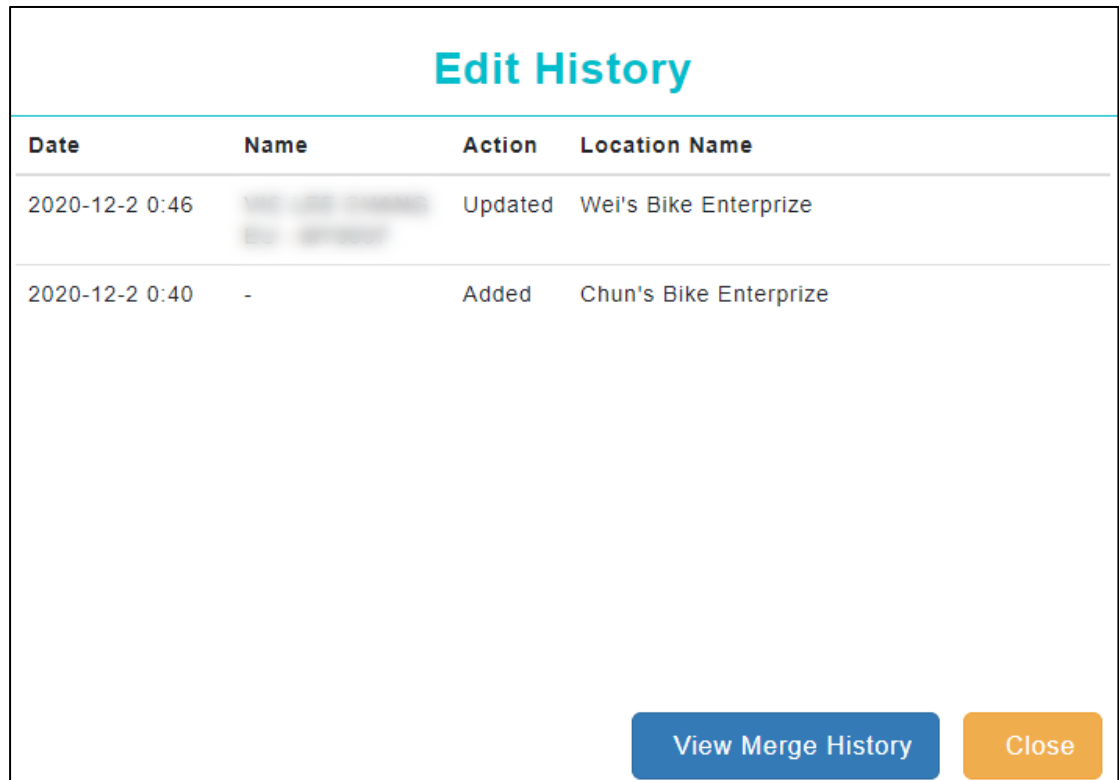 Edit History
Date Name Action Location Name
2020-12-2 0:46 Updated Wei's Bike Enterprize
2020-12-2 0:40 - Added Chun's Bike Enterprize
View Merge History Close